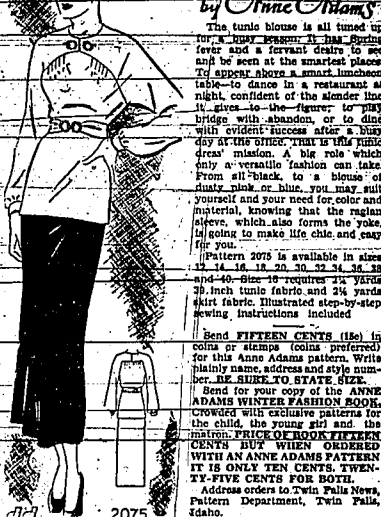 by Anne Adams
The tunic blouse is all tuned up
for a busy season. It has Spring
fever and a fervant desire to see
and be seen at the smartest places
To appear above a smart luncheon
table—to dance in a restaurant at
night, confident of the slender line
it gives to the figure; to play
bridge with abandon, or to dine
with evident success after a busy
day at the office. That is this tunic
dress' mission. A big role which
only a versatile fashion can take.
From all black, to a blouse of
dusty pink or blue, you may suit
yourself and your need for color and
material, knowing that the raglan
sleeve, which also forms the yoke,
is going to make life chic and easy
for you.
Pattern 2075 is available in sizes
12, 14, 16, 18, 20, 30, 32, 34, 36, 38
and 40. Size 16 requires yards
39 inch tunic fabric and 2⅛ yards
skirt fabric. Illustrated step-by-step
sewing instructions included
Send FIFTEEN CENTS (15c) in
coins or stamps (coins preferred)
for this Anne Adams pattern. Write
plainly name, address and style num-
ber. BE SURE TO STATE SIZE.
Send for your copy of the ANNE
ADAMS WINTER FASHION BOOK.
Crowded with exclusive patterns for
the child, the young girl and the
matron. PRICE OF BOOK FIFTEEN
CENTS BUT WHEN ORDERED
WITH AN ANNE ADAMS PATTERN
IT IS ONLY TEN CENTS. TWEN-
TY-FIVE CENTS FOR BOTH.
Address orders to Twin Falls News,
Pattern Department, Twin Falls,
Idaho.
2075